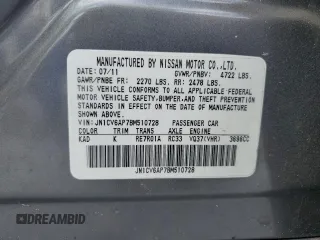 MANUFACTURED BY NISSAN MOTOR CO.,LTD.
DATE: 07/11 GVWR/PNBV: 4722 LBS.
GAWR/PNBE FR: 2270 LBS. RR: 2478 LBS.
THIS VEHICLE CONFORMS TO ALL APPLICABLE
FEDERAL MOTOR VEHICLE SAFETY, BUMPER, AND THEFT PREVENTION
STANDARDS IN EFFECT ON THE DATE OF
MANUFACTURE SHOWN ABOVE.
VIN: JN1CV6AP7BM510728 PASSENGER CAR
COLOR TRIM TRANS AXLE ENGINE
KAD K RE7R01A RC33 VQ37(VHR) 3696CC
JN1CV6AP7BM510728